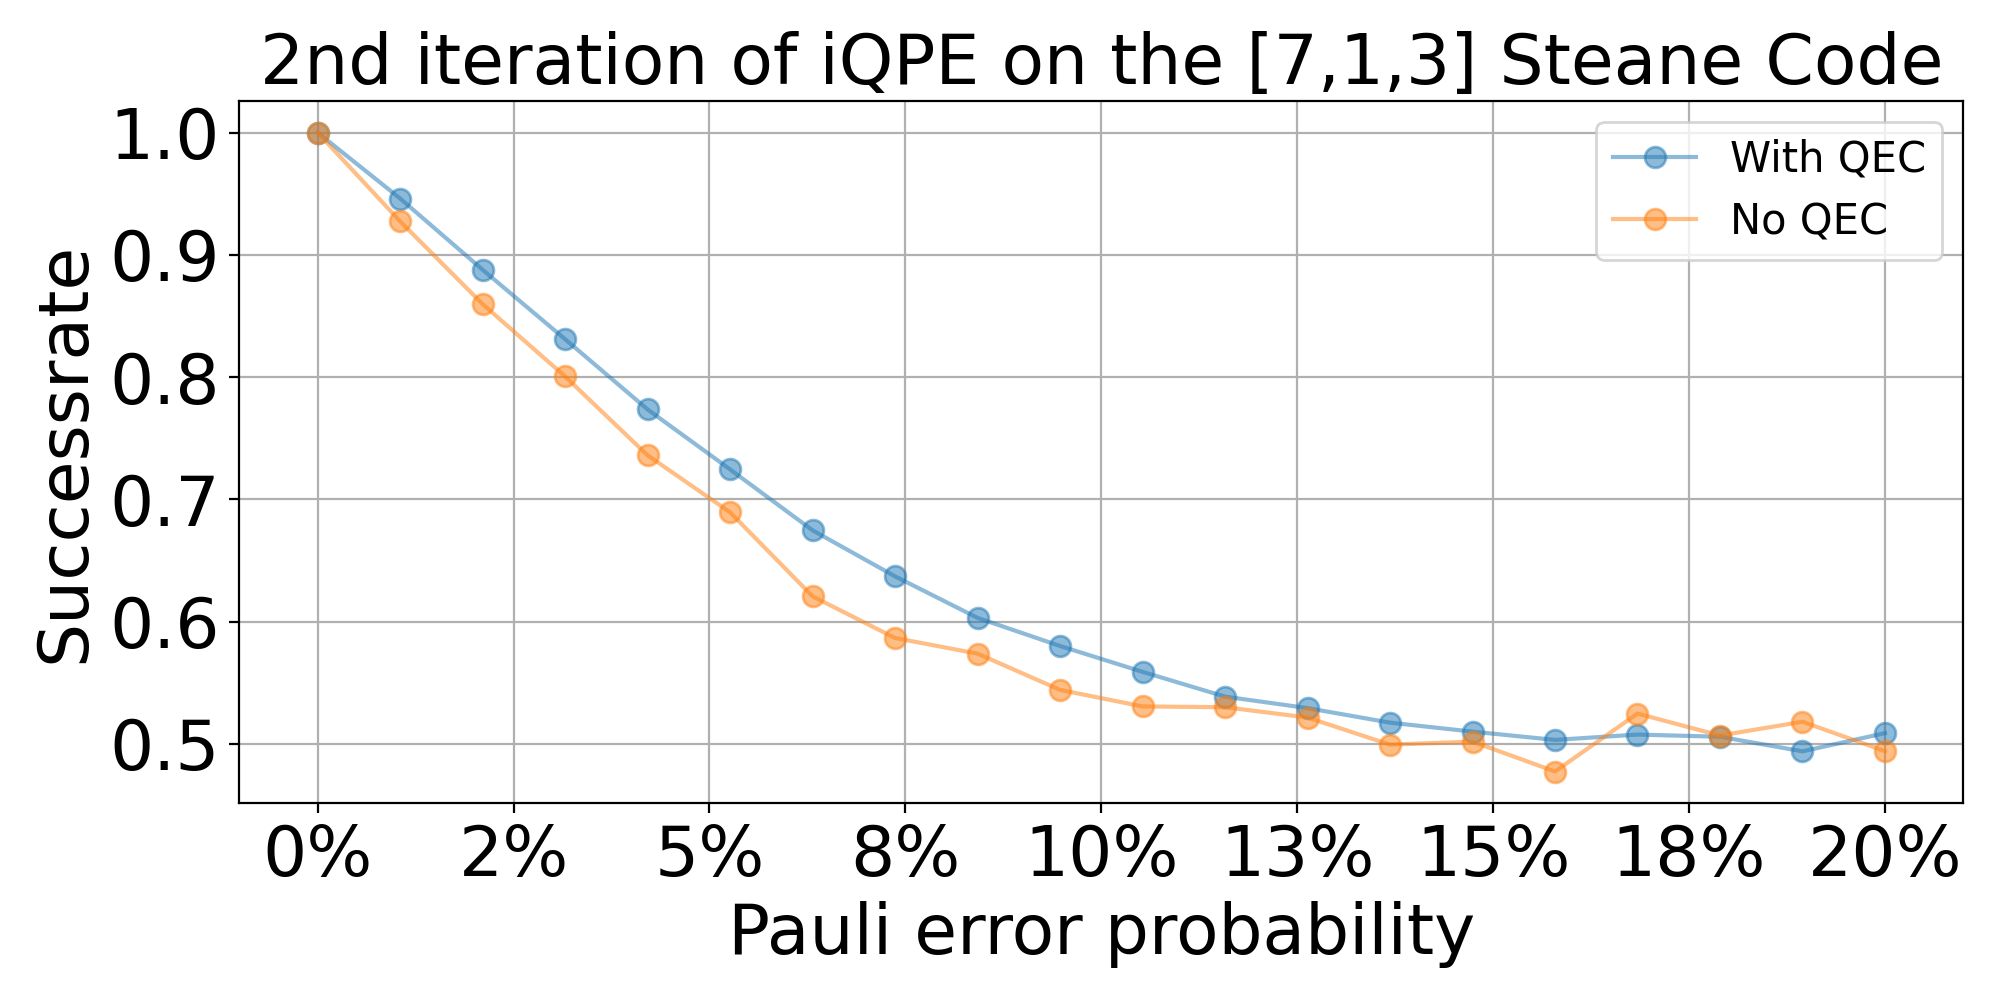 2nd iteration of iQPE on the [7,1,3] Steane Code
With QEC
No QEC
Successrate
1.0
0.9
0.8
0.7
0.6
0.5
0% 2% 5% 8% 10% 13% 15% 18% 20%
Pauli error probability